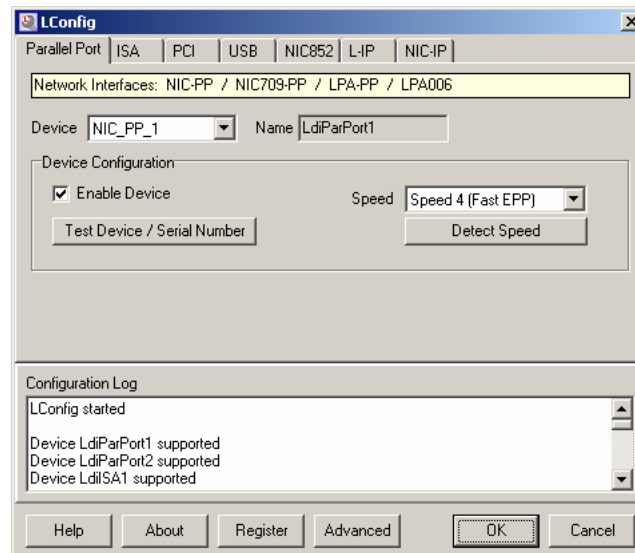 LConfig
Parallel Port ISA PCI USB NIC852 L-IP NIC-IP
Network Interfaces: NIC-PP / NIC709-PP / LPA-PP / LPA006
Device NIC_PP_1 Name LdiParPort1
Device Configuration
Enable Device Speed Speed 4 (Fast EPP)
Test Device / Serial Number Detect Speed
Configuration Log
LConfig started
Device LdiParPort1 supported
Device LdiParPort2 supported
Device LdiISA1 supported
Help About Register Advanced OK Cancel